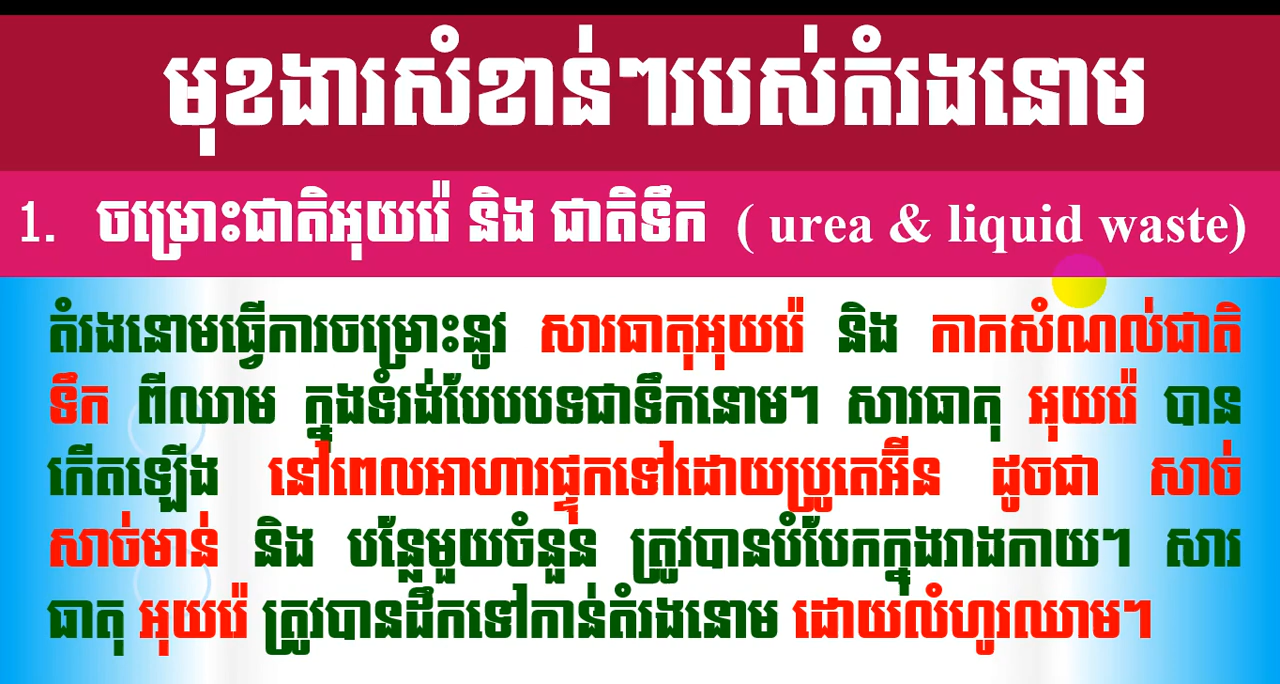 មុខងារសំខាន់ៗរបស់តំរងនោម
1. ចម្រោះជាតិអុយរ៉េ និង ជាតិទឹក ( urea & liquid waste)
តំរងនោមធ្វើការចម្រោះនូវ សារធាតុអុយរ៉េ និង កាកសំណល់ជាតិ
ទឹក ពីឈាម ក្នុងទំរង់បែបបទជាទឹកនោម។ សារធាតុ អុយរ៉េ បាន
កើតឡើង នៅពេលអាហារផ្ទុកទៅដោយប្រូតេអ៊ីន ដូចជា សាច់
សាច់មាន់ និង បន្លែមួយចំនួន ត្រូវបានបំបែកក្នុងរាងកាយ។ សារ
ធាតុ អុយរ៉េ ត្រូវបានដឹកទៅកាន់តំរងនោម ដោយលំហូរឈាម។